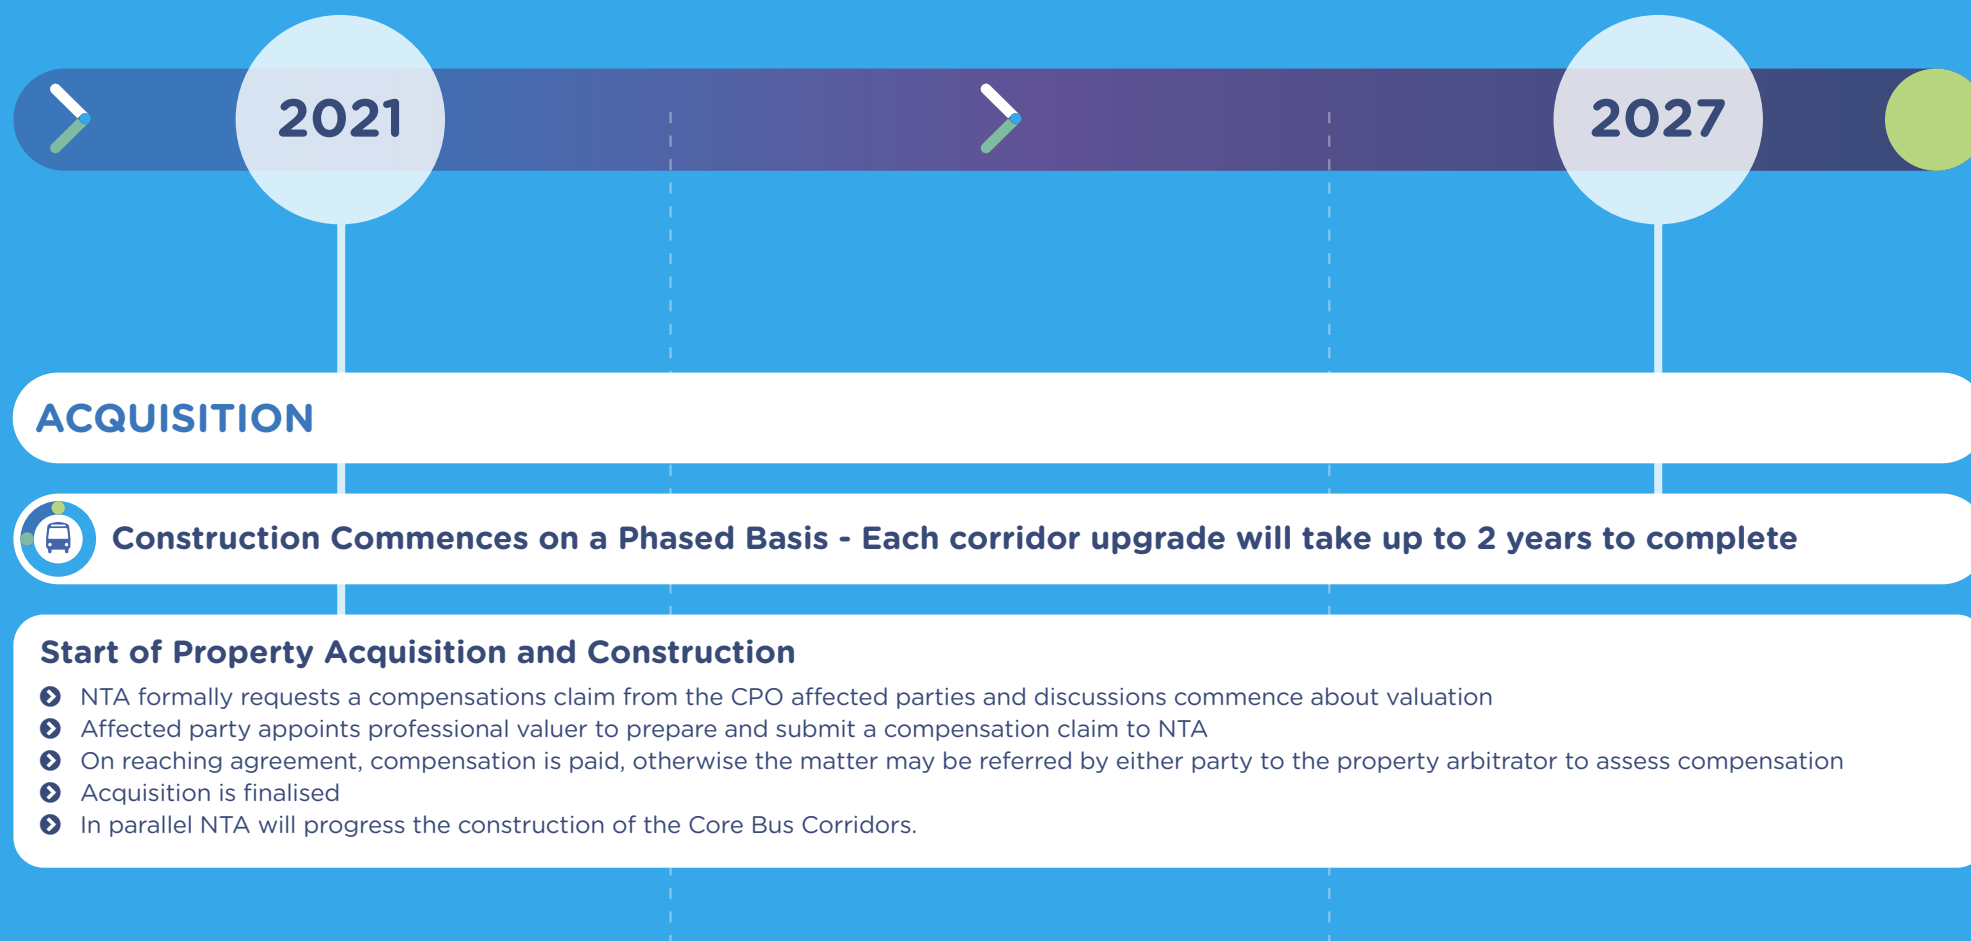 2021
2027
ACQUISITION
Construction Commences on a Phased Basis - Each corridor upgrade will take up to 2 years to complete
Start of Property Acquisition and Construction
NTA formally requests a compensations claim from the CPO affected parties and discussions commence about valuation
Affected party appoints professional valuer to prepare and submit a compensation claim to NTA
On reaching agreement, compensation is paid, otherwise the matter may be referred by either party to the property arbitrator to assess compensation
Acquisition is finalised
In parallel NTA will progress the construction of the Core Bus Corridors.